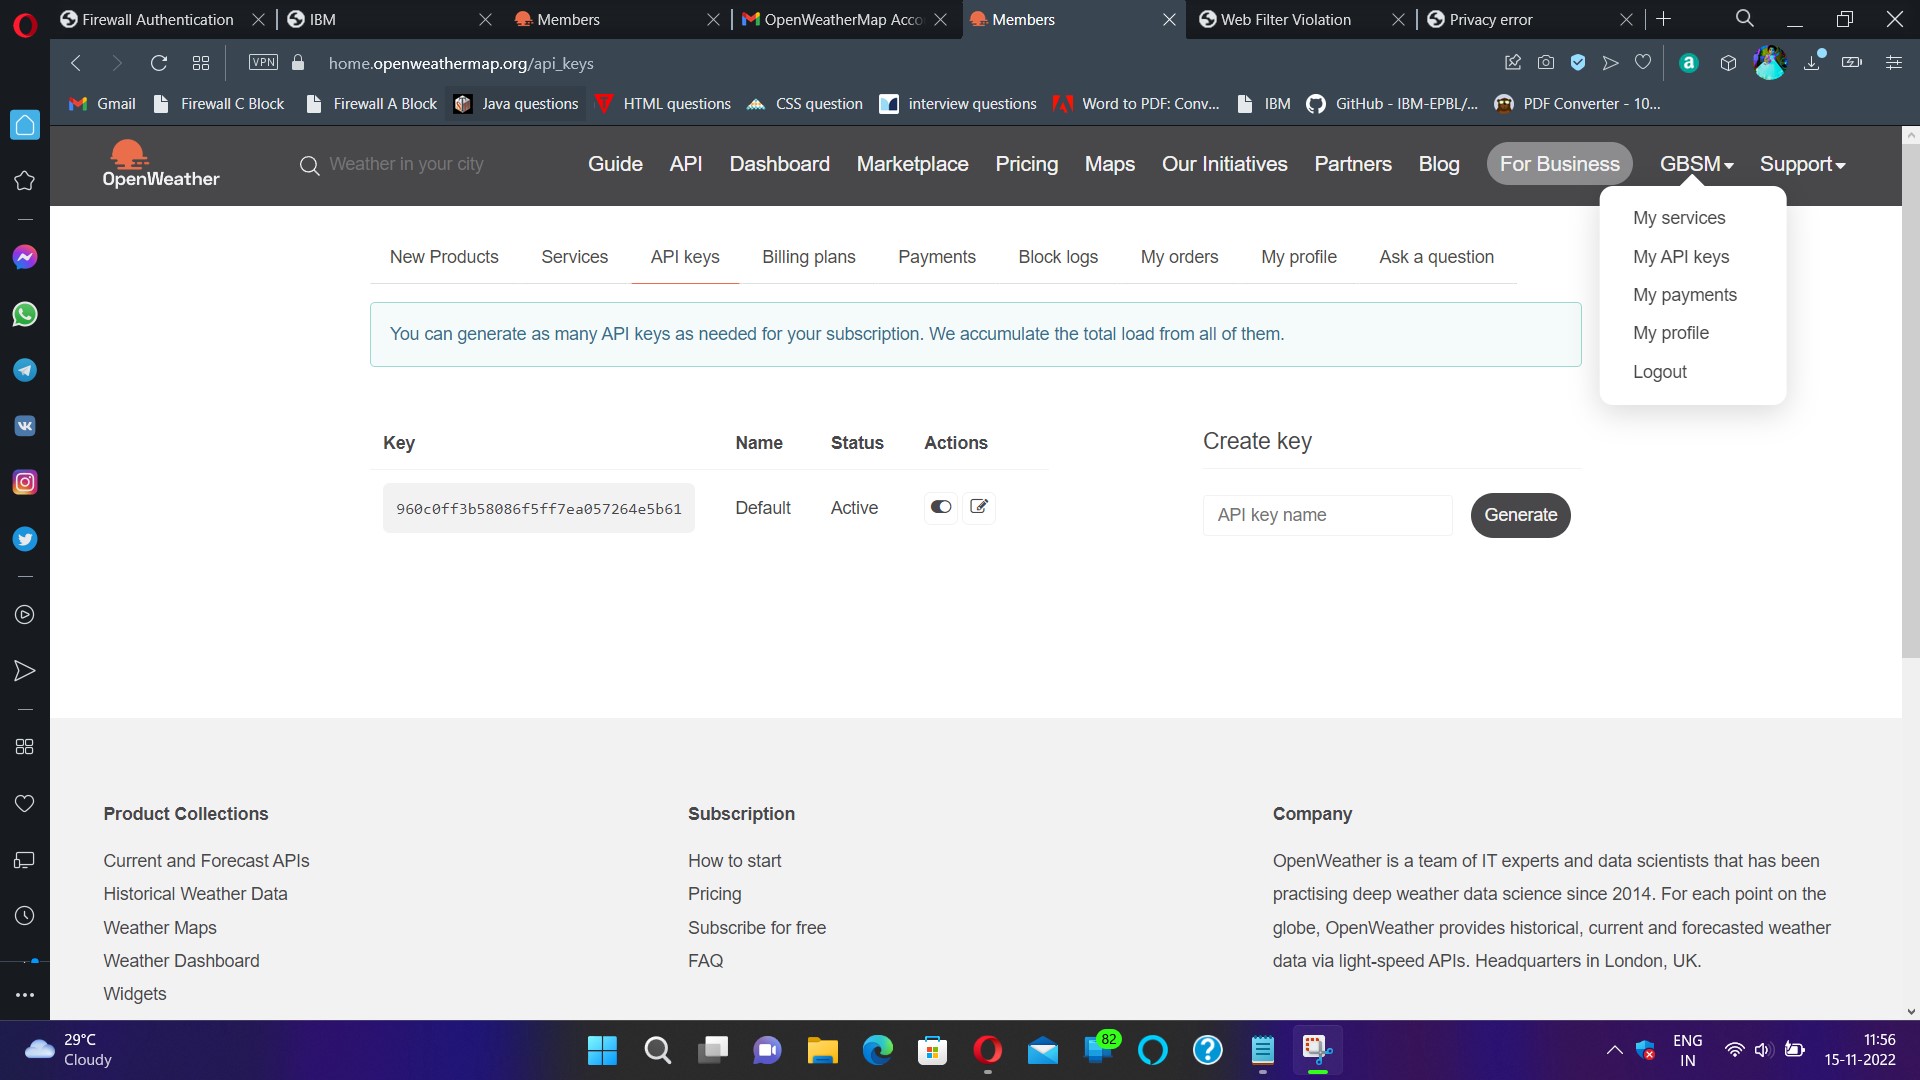 Firewall Authentication
IBM
Members
OpenWeatherMap Acco
Members
Web Filter Violation
Privacy error
VPN
home.openweathermap.org/api_keys
Gmail
Firewall C Block
Firewall A Block
Java questions
HTML questions
CSS question
interview questions
Word to PDF: Conv...
IBM
GitHub - IBM-EPBL/...
PDF Converter - 10...
OpenWeather
Weather in your city
Guide
API
Dashboard
Marketplace
Pricing
Maps
Our Initiatives
Partners
Blog
For Business
GBSM
Support
My services
My API keys
My payments
My profile
Logout
New Products
Services
API keys
Billing plans
Payments
Block logs
My orders
My profile
Ask a question
You can generate as many API keys as needed for your subscription. We accumulate the total load from all of them.
Key
Name
Status
Actions
960c0ff3b58086f5ff7ea057264e5b61
Default
Active
Create key
API key name
Generate
Product Collections
Current and Forecast APIs
Historical Weather Data
Weather Maps
Weather Dashboard
Widgets
Subscription
How to start
Pricing
Subscribe for free
FAQ
Company
OpenWeather is a team of IT experts and data scientists that has been
practising deep weather data science since 2014. For each point on the
globe, OpenWeather provides historical, current and forecasted weather
data via light-speed APIs. Headquarters in London, UK.
29°C
Cloudy
82
ENG
IN
11:56
15-11-2022